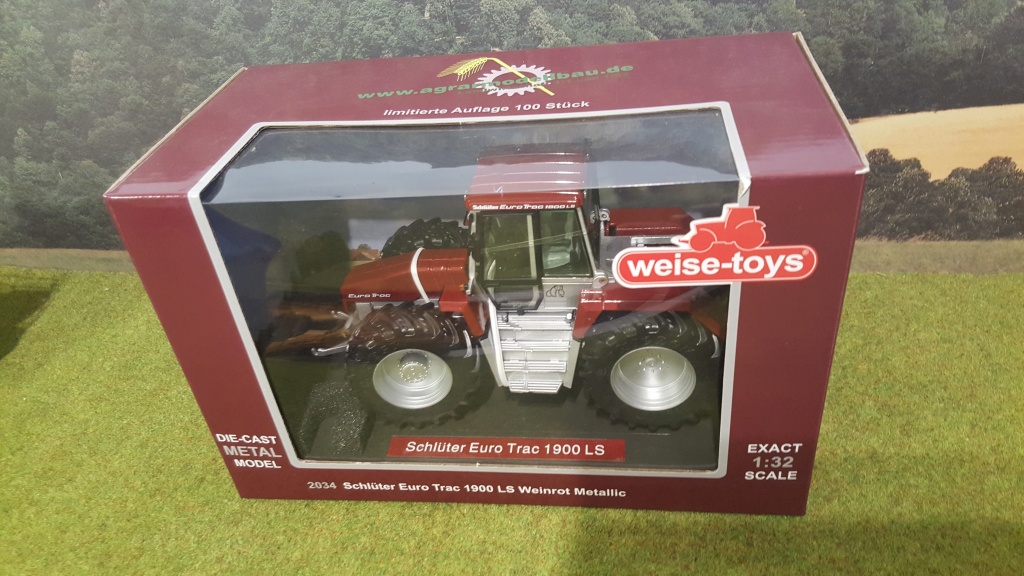 www.agrarmodellbau.de
limitierte Auflage 100 Stück
Schlüter Euro Trac 1900 LS
Euro Trac
weise-toys®
Schlüter Euro Trac 1900 LS
DIE-CAST
METAL
MODEL
EXACT
1:32
SCALE
2034 Schlüter Euro Trac 1900 LS Weinrot Metallic